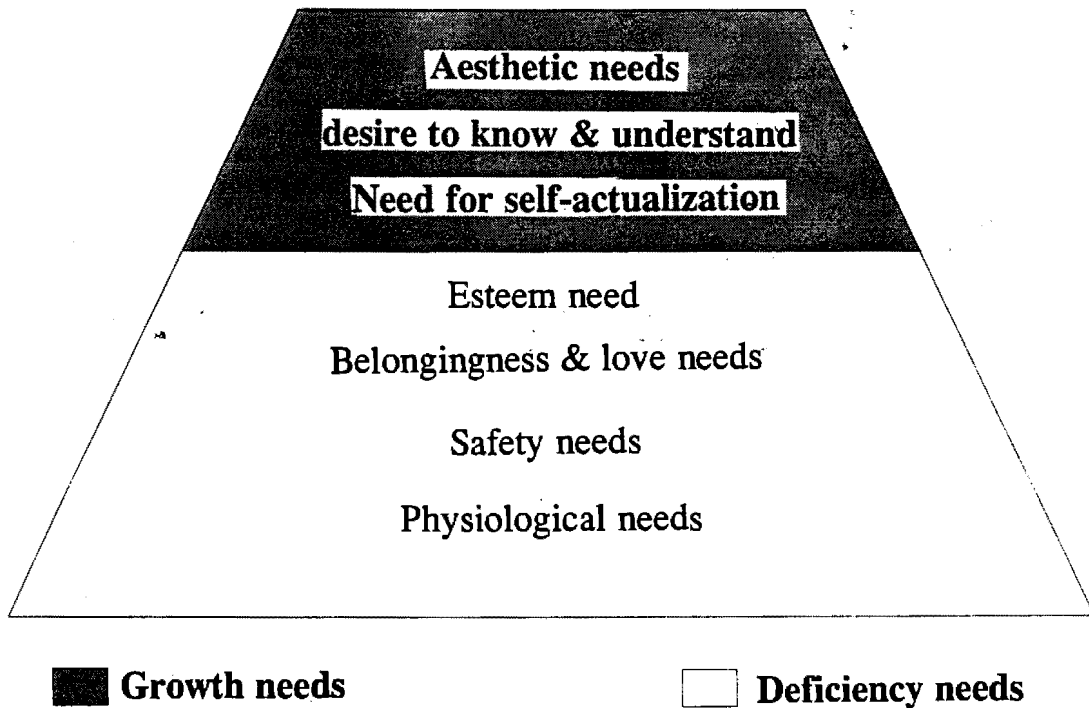 Aesthetic needs
desire to know & understand
Need for self-actualization
Esteem need
Belongingness & love needs
Safety needs
Physiological needs
Growth needs
Deficiency needs